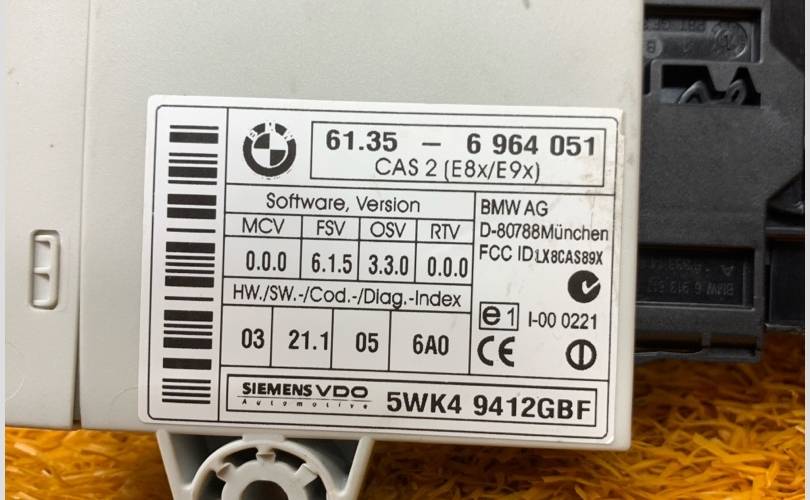 BMW
61.35 – 6 964 051
CAS 2 (E8x/E9x)
Software, Version
MCV FSV OSV RTV
0.0.0 6.1.5 3.3.0 0.0.0
HW./SW.-/Cod.-/Diag.-Index
03 21.1 05 6A0
BMW AG
D-80788München
FCC ID:LX8CAS89X
e1 I-00 0221
CE
SIEMENS VDO
Automotive
5WK4 9412GBF